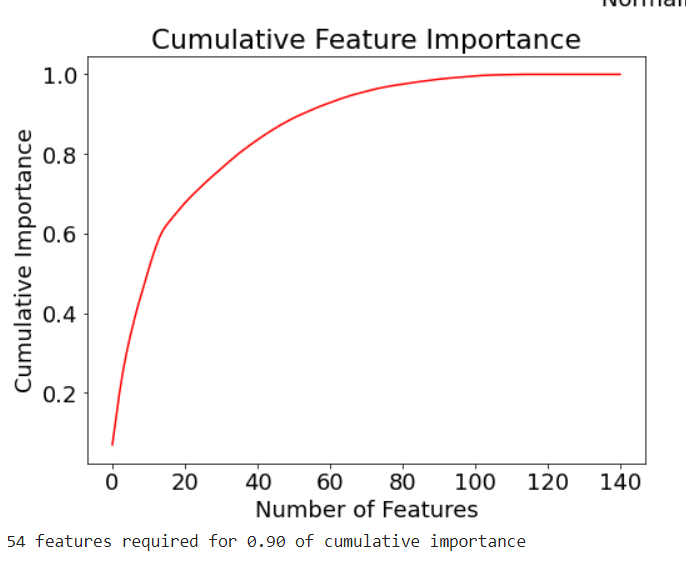 Cumulative Feature Importance
1.0
0.8
0.6
0.4
0.2
Cumulative Importance
0 20 40 60 80 100 120 140
Number of Features
54 features required for 0.90 of cumulative importance